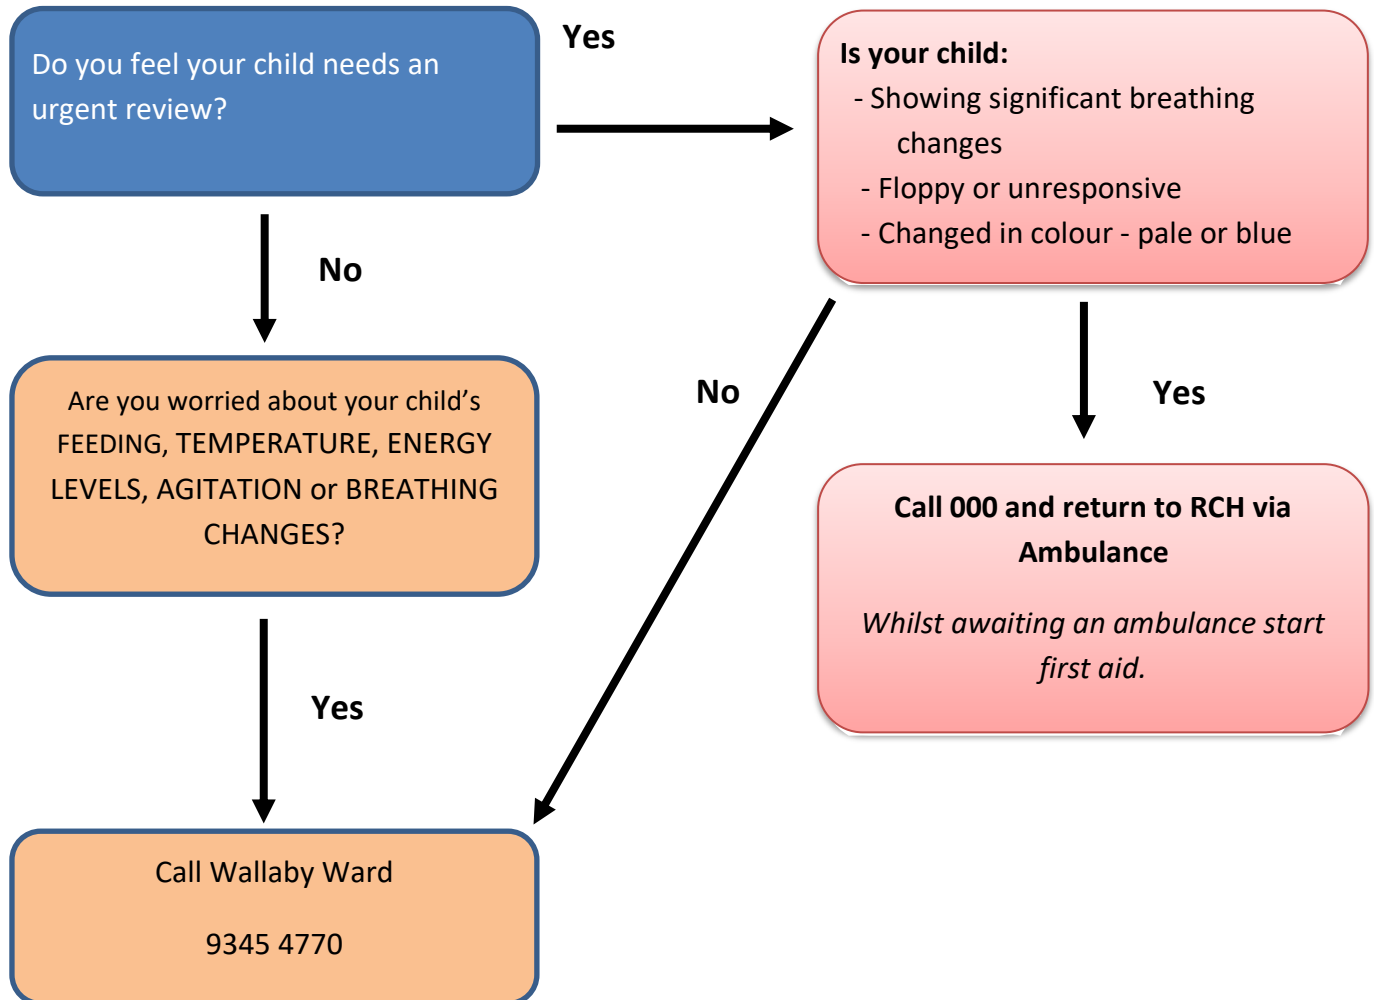 Do you feel your child needs an
urgent review?
Yes
Is your child:
- Showing significant breathing
changes
- Floppy or unresponsive
- Changed in colour - pale or blue
No
Are you worried about your child’s
FEEDING, TEMPERATURE, ENERGY
LEVELS, AGITATION or BREATHING
CHANGES?
No
Yes
Call 000 and return to RCH via
Ambulance
Whilst awaiting an ambulance start
first aid.
Yes
Call Wallaby Ward
9345 4770